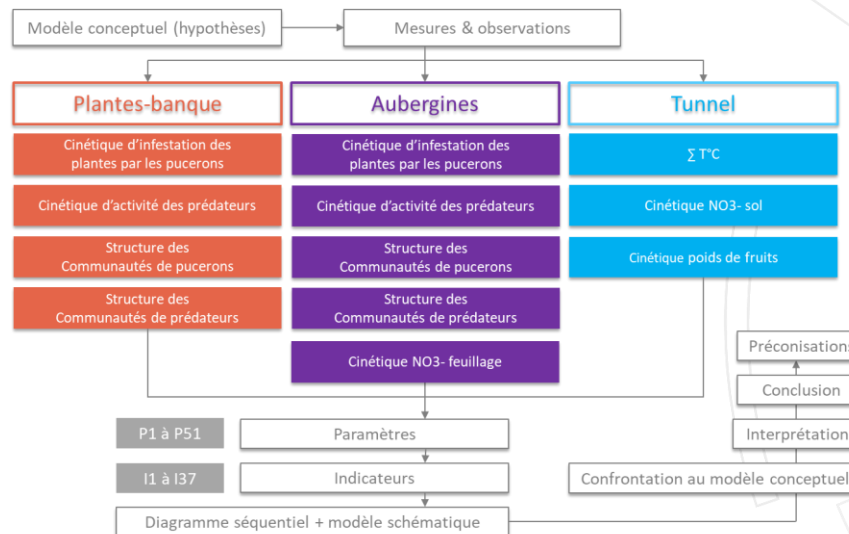 Modèle conceptuel (hypothèses)
Mesures & observations
Plantes-banque
Cinétique d'infestation des
plantes par les pucerons
Cinétique d'activité des prédateurs
Structure des
Communautés de pucerons
Structure des
Communautés de prédateurs
Aubergines
Cinétique d'infestation des
plantes par les pucerons
Cinétique d'activité des prédateurs
Structure des
Communautés de pucerons
Structure des
Communautés de prédateurs
Cinétique NO3- feuillage
Tunnel
∑ T°C
Cinétique NO3- sol
Cinétique poids de fruits
P1 à P51
Paramètres
I1 à I37
Indicateurs
Diagramme séquentiel + modèle schématique
Préconisations
Conclusion
Interprétation
Confrontation au modèle conceptuel